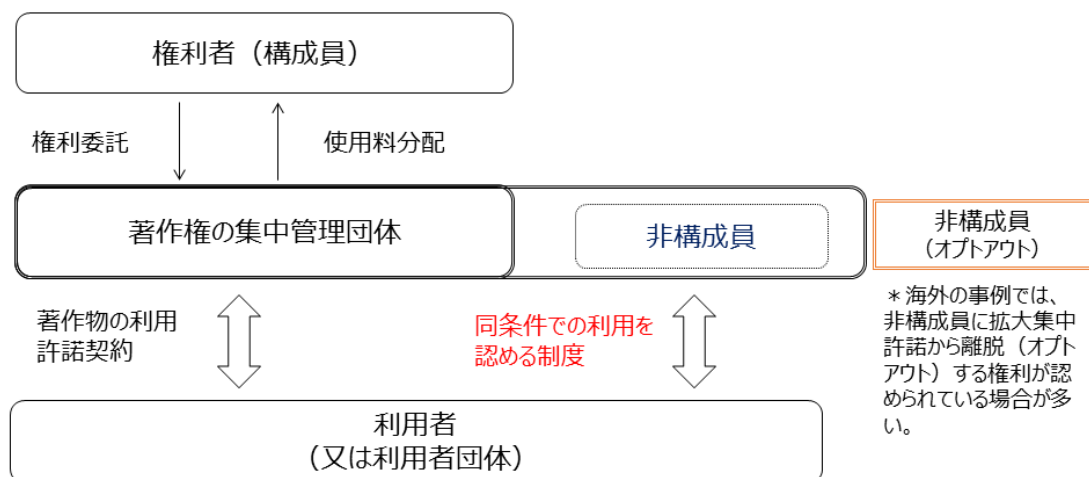 権利者（構成員）
権利委託
使用料分配
著作権の集中管理団体
非構成員
非構成員
（オプトアウト）
著作物の利用
許諾契約
同条件での利用を
認める制度
＊海外の事例では、
非構成員に拡大集中
許諾から離脱（オプト
アウト）する権利が認
められている場合が多
い。
利用者
（又は利用者団体）